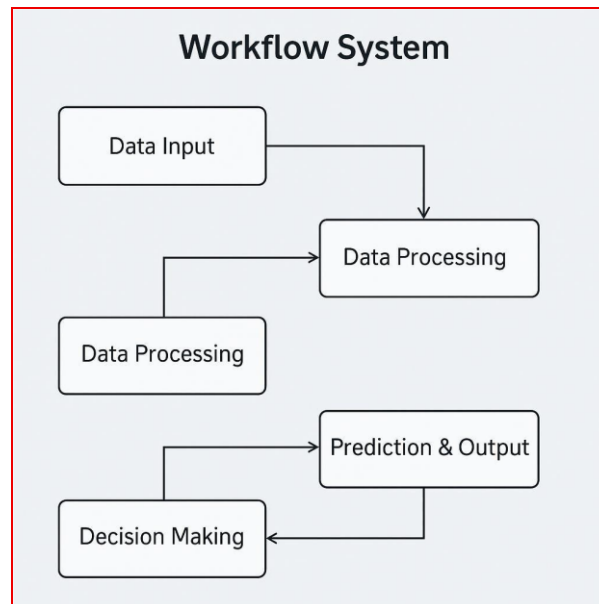 Workflow System
Data Input
Data Processing
Data Processing
Prediction & Output
Decision Making